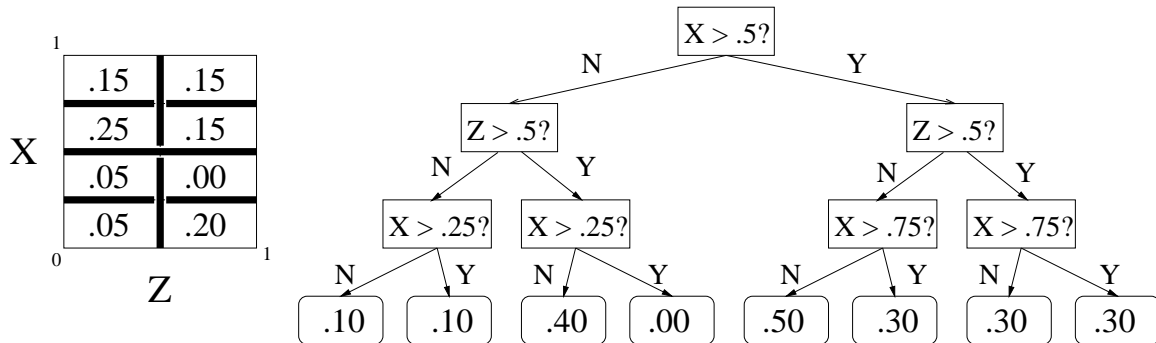 1
.15 .15
.25 .15
X
.05 .00
.05 .20
0 1
Z
X > .5?
N Y
Z > .5? Z > .5?
N Y N Y
X > .25? X > .25? X > .75? X > .75?
N Y N Y N Y N Y
.10 .10 .40 .00 .50 .30 .30 .30